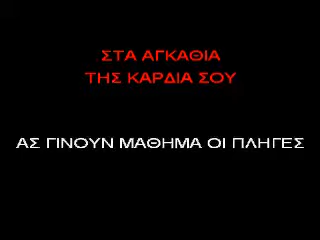 ΣΤΑ ΑΓΚΑΘΙΑ
ΤΗΣ ΚΑΡΔΙΑ ΣΟΥ
ΑΣ ΓΙΝΟΥΝ ΜΑΘΗΜΑ ΟΙ ΠΛΗΓΕΣ